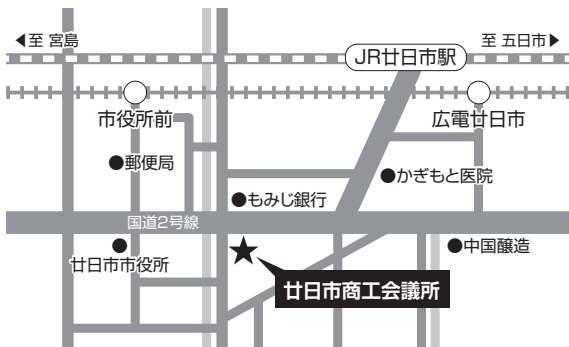 ◀至 宮島
至 五日市▶
JR廿日市駅
市役所前
広電廿日市
●郵便局
●かぎもと医院
●もみじ銀行
国道2号線
廿日市市役所
●中国醸造
廿日市商工会議所